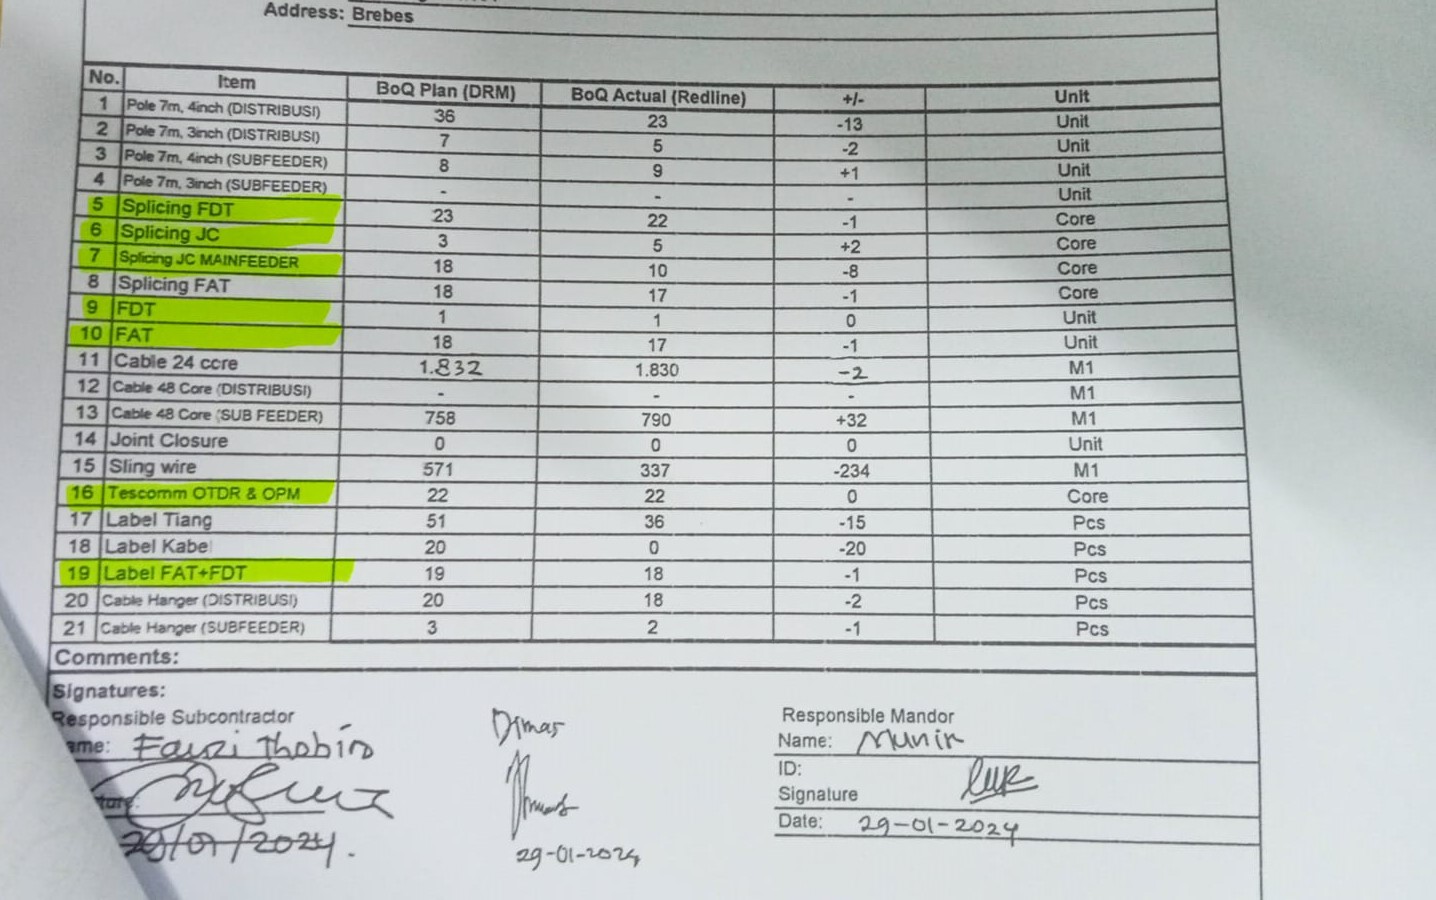 Address: Brebes
No. Item BoQ Plan (DRM) BoQ Actual (Redline) +/- Unit
1 Pole 7m, 4inch (DISTRIBUSI) 36 23 -13 Unit
2 Pole 7m, 3inch (DISTRIBUSI) 7 5 -2 Unit
3 Pole 7m, 4inch (SUBFEEDER) 8 9 +1 Unit
4 Pole 7m, 3inch (SUBFEEDER) - - - Unit
5 Splicing FDT 23 22 -1 Core
6 Splicing JC 3 5 +2 Core
7 Splicing JC MAINFEEDER 18 10 -8 Core
8 Splicing FAT 18 17 -1 Core
9 FDT 1 1 0 Unit
10 FAT 18 17 -1 Unit
11 Cable 24 core 1.832 1.830 -2 M1
12 Cable 48 Core (DISTRIBUSI) - - - M1
13 Cable 48 Core (SUB FEEDER) 758 790 +32 M1
14 Joint Closure 0 0 0 Unit
15 Sling wire 571 337 -234 M1
16 Tescomm OTDR & OPM 22 22 0 Core
17 Label Tiang 51 36 -15 Pcs
18 Label Kabel 20 0 -20 Pcs
19 Label FAT+FDT 19 18 -1 Pcs
20 Cable Hanger (DISTRIBUSI) 20 18 -2 Pcs
21 Cable Hanger (SUBFEEDER) 3 2 -1 Pcs
Comments:
Signatures:
Responsible Subcontractor
ame: Fauzi Thobiro
29/01/2024.
Dimas
29-01-2024
Responsible Mandor
Name: Munir
ID:
Signature
Date: 29-01-2024